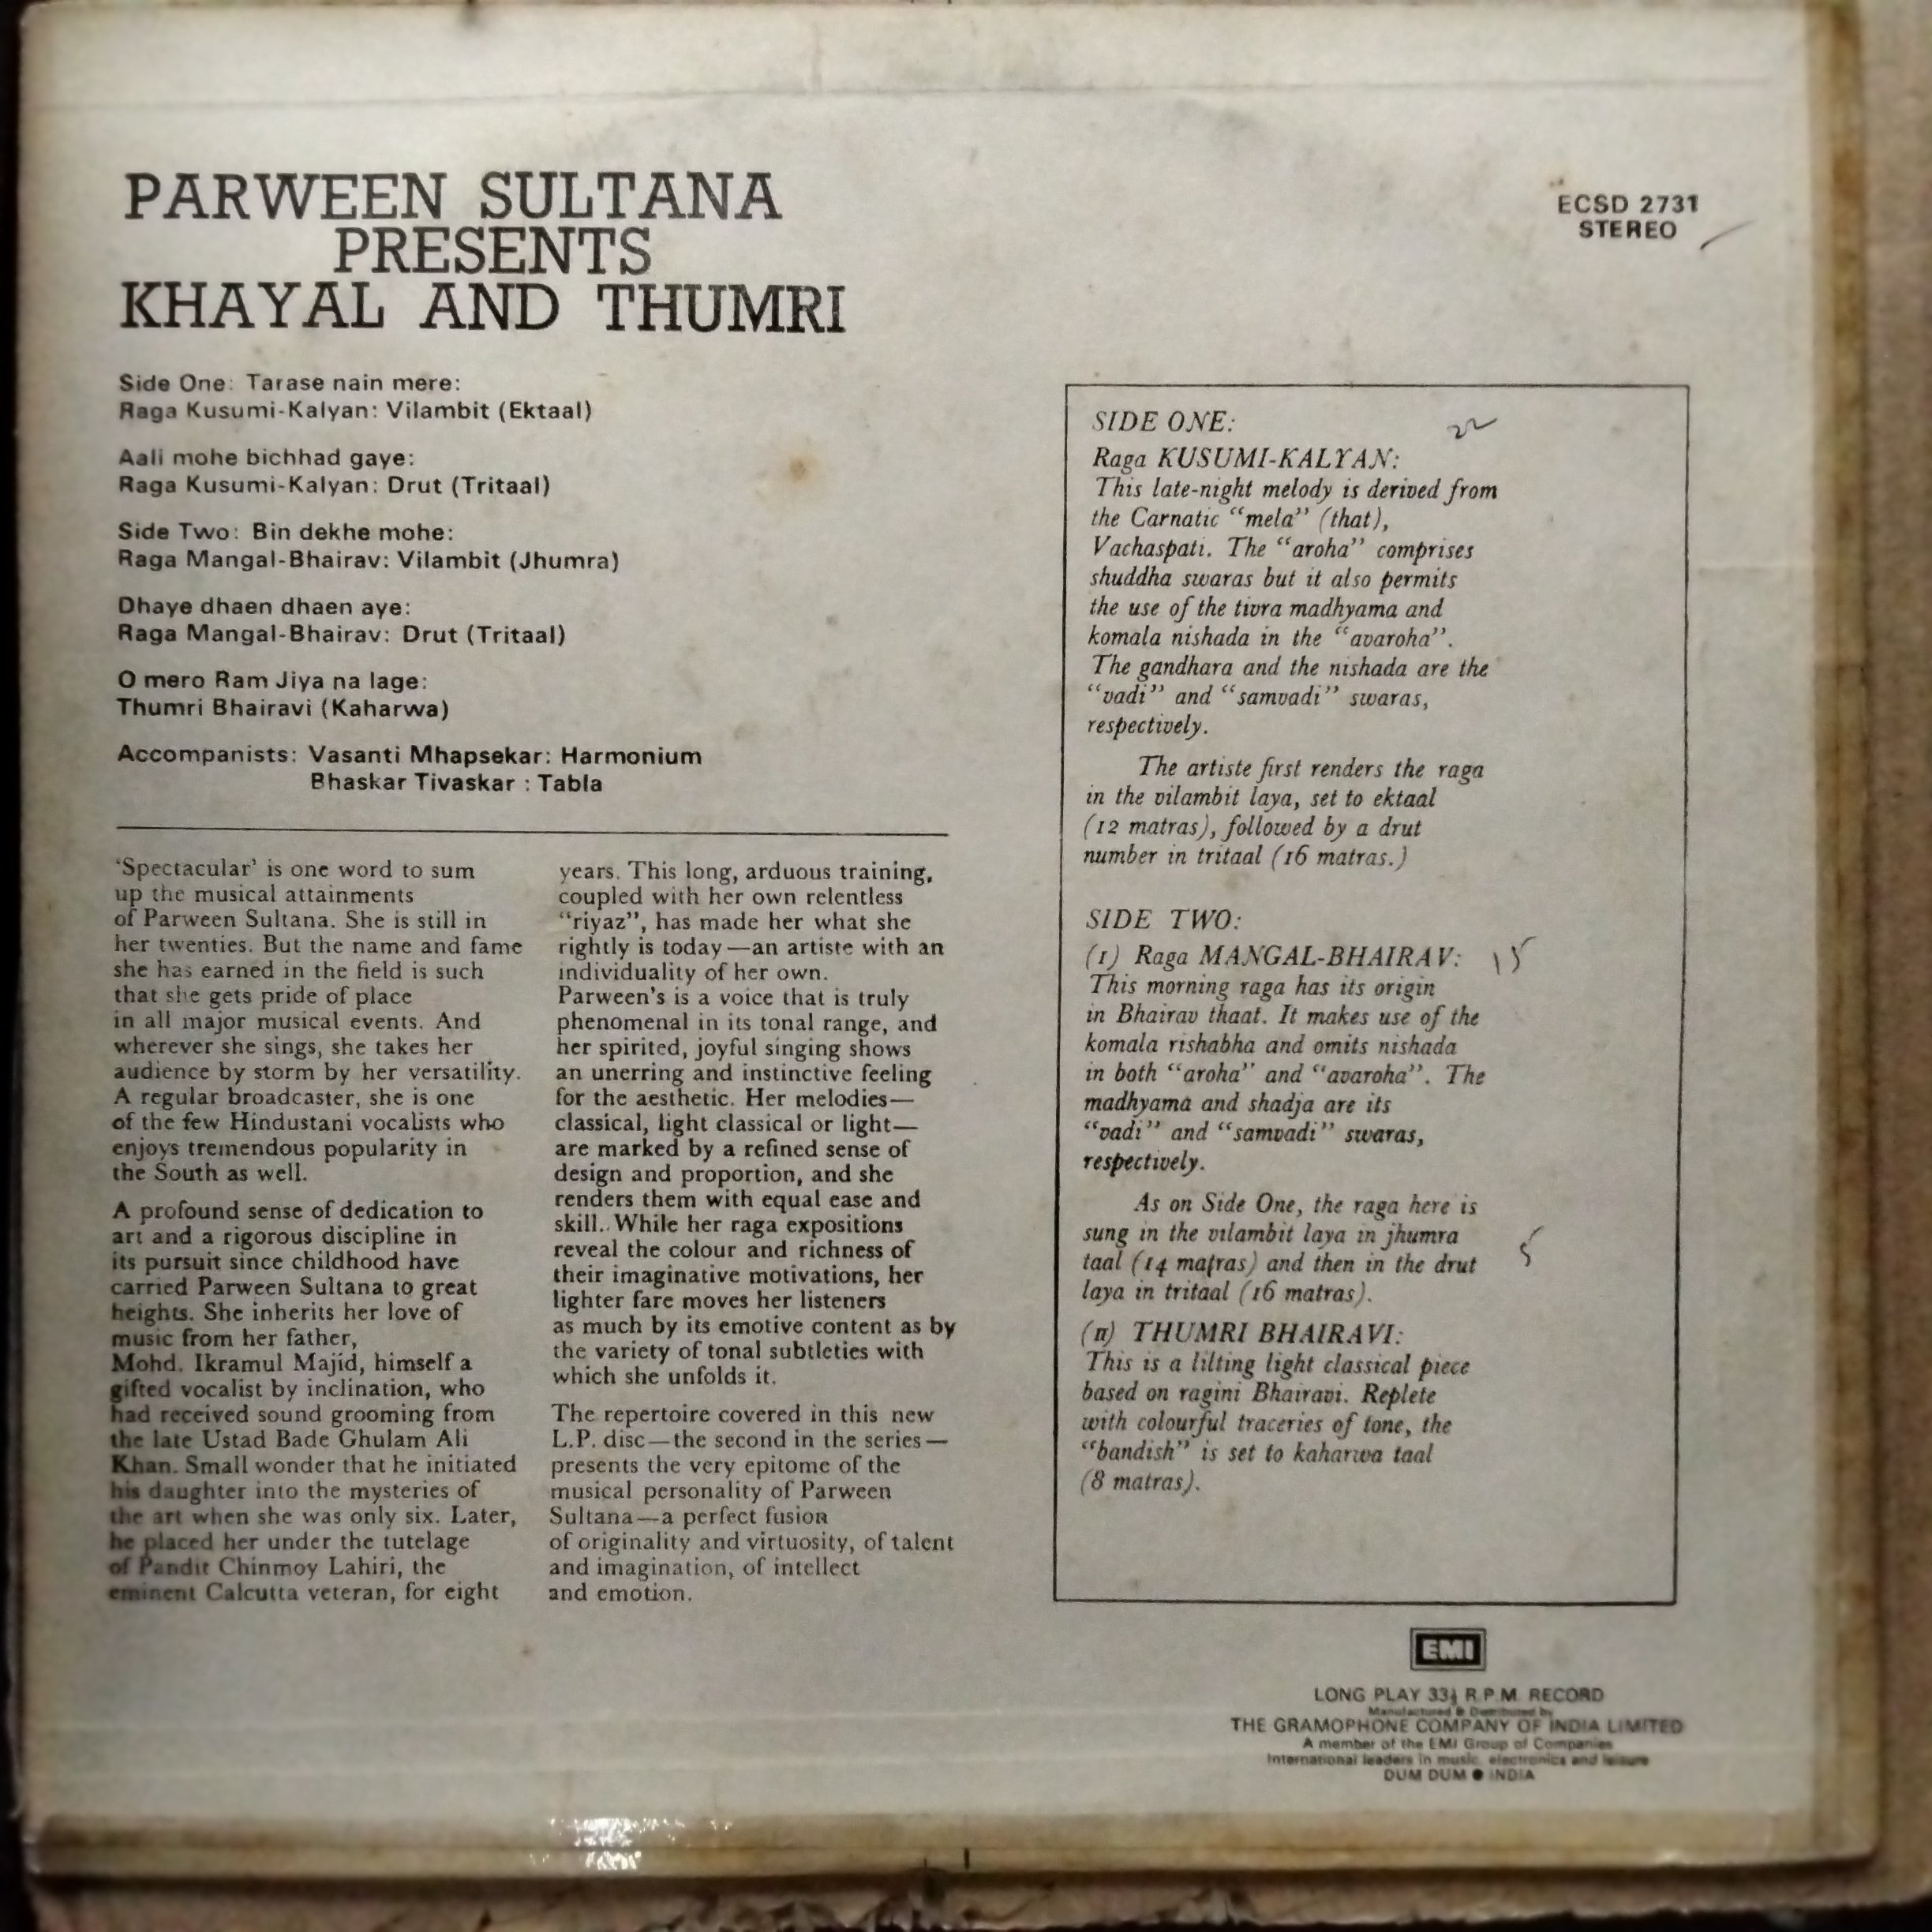 PARWEEN SULTANA
PRESENTS
KHAYAL AND THUMRI
ECSD 2731
STEREO
Side One: Tarase nain mere:
Raga Kusumi-Kalyan: Vilambit (Ektaal)
Aali mohe bichhad gaye:
Raga Kusumi-Kalyan: Drut (Tritaal)
Side Two: Bin dekhe mohe:
Raga Mangal-Bhairav: Vilambit (Jhumra)
Dhaye dhaen dhaen aye:
Raga Mangal-Bhairav: Drut (Tritaal)
O mero Ram Jiya na lage:
Thumri Bhairavi (Kaharwa)
Accompanists: Vasanti Mhapsekar: Harmonium
Bhaskar Tivaskar : Tabla
‘Spectacular’ is one word to sum
up the musical attainments
of Parween Sultana. She is still in
her twenties. But the name and fame
she has earned in the field is such
that she gets pride of place
in all major musical events. And
wherever she sings, she takes her
audience by storm by her versatility.
A regular broadcaster, she is one
of the few Hindustani vocalists who
enjoys tremendous popularity in
the South as well.
A profound sense of dedication to
art and a rigorous discipline in
its pursuit since childhood have
carried Parween Sultana to great
heights. She inherits her love of
music from her father,
Mohd. Ikramul Majid, himself a
gifted vocalist by inclination, who
had received sound grooming from
the late Ustad Bade Ghulam Ali
Khan. Small wonder that he initiated
his daughter into the mysteries of
the art when she was only six. Later,
he placed her under the tutelage
of Pandit Chinmoy Lahiri, the
eminent Calcutta veteran, for eight
years. This long, arduous training,
coupled with her own relentless
“riyaz”, has made her what she
rightly is today—an artiste with an
individuality of her own.
Parween's is a voice that is truly
phenomenal in its tonal range, and
her spirited, joyful singing shows
an unerring and instinctive feeling
for the aesthetic. Her melodies—
classical, light classical or light—
are marked by a refined sense of
design and proportion, and she
renders them with equal ease and
skill. While her raga expositions
reveal the colour and richness of
their imaginative motivations, her
lighter fare moves her listeners
as much by its emotive content as by
the variety of tonal subtleties with
which she unfolds it.
The repertoire covered in this new
L.P. disc—the second in the series—
presents the very epitome of the
musical personality of Parween
Sultana—a perfect fusion
of originality and virtuosity, of talent
and imagination, of intellect
and emotion.
SIDE ONE: 22
Raga KUSUMI-KALYAN:
This late-night melody is derived from
the Carnatic “mela” (that),
Vachaspati. The “aroha” comprises
shuddha swaras but it also permits
the use of the tivra madhyama and
komala nishada in the “avaroha”.
The gandhara and the nishada are the
“vadi” and “samvadi” swaras,
respectively.
The artiste first renders the raga
in the vilambit laya, set to ektaal
(12 matras), followed by a drut
number in tritaal (16 matras.)
SIDE TWO:
(I) Raga MANGAL-BHAIRAV: 15
This morning raga has its origin
in Bhairav thaat. It makes use of the
komala rishabha and omits nishada
in both “aroha” and “avaroha”. The
madhyama and shadja are its
“vadi” and “samvadi” swaras,
respectively.
As on Side One, the raga here is
sung in the vilambit laya in jhumra
taal (14 matras) and then in the drut 5
laya in tritaal (16 matras).
(II) THUMRI BHAIRAVI:
This is a lilting light classical piece
based on ragini Bhairavi. Replete
with colourful traceries of tone, the
“bandish” is set to kaharwa taal
(8 matras).
EMI
LONG PLAY 33⅓ R.P.M. RECORD
Manufactured & Distributed by
THE GRAMOPHONE COMPANY OF INDIA LIMITED
A member of the EMI Group of Companies
International leaders in music, electronics and leisure
DUM DUM ● INDIA